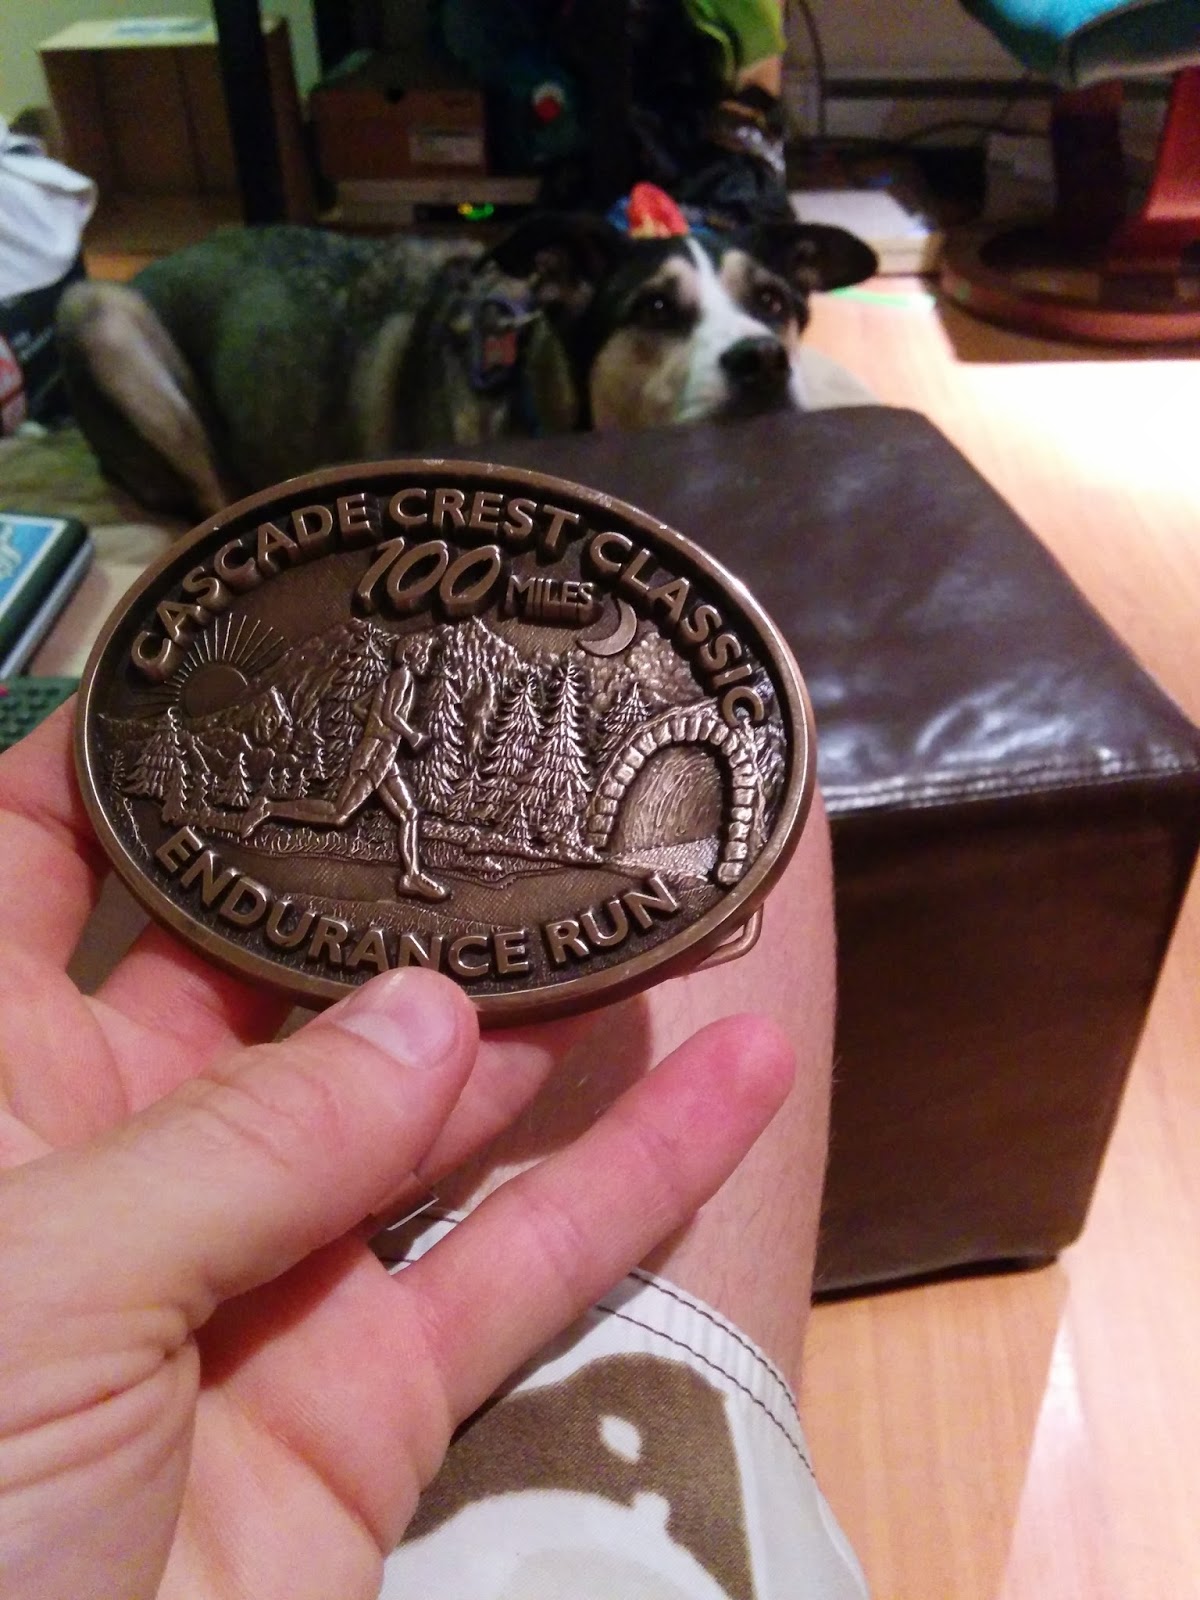 CASCADE CREST CLASSIC
100 MILES
ENDURANCE RUN